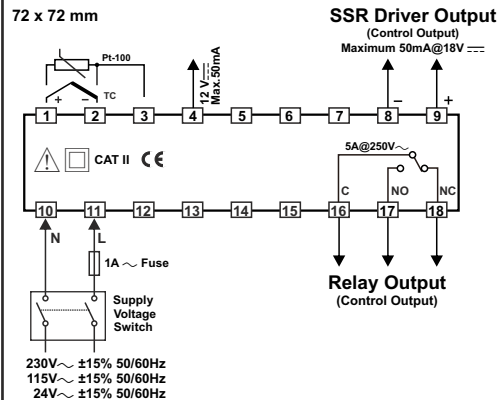 72 x 72 mm
SSR Driver Output
(Control Output)
Maximum 50mA@18V ⎓
Pt-100
TC
+ −
12 V ⎓
Max.50mA
− +
1 2 3 4 5 6 7 8 9
CAT II CE
5A@250V～
C NO NC
10 11 12 13 14 15 16 17 18
N L
1A ～ Fuse
Supply
Voltage
Switch
Relay Output
(Control Output)
230V～ ±15% 50/60Hz
115V～ ±15% 50/60Hz
24V～ ±15% 50/60Hz